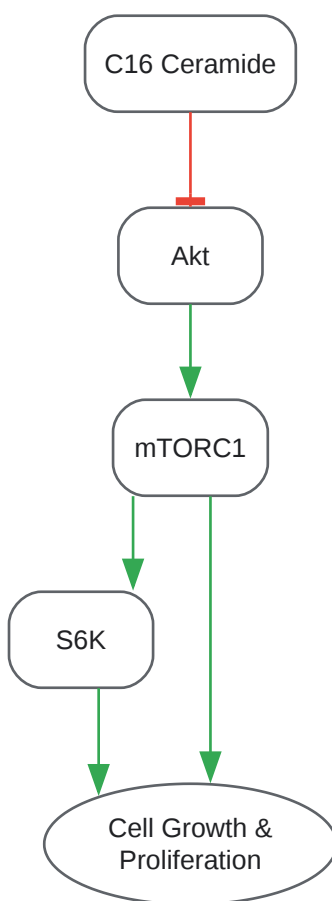 C16 Ceramide
Akt
mTORC1
S6K
Cell Growth &
Proliferation